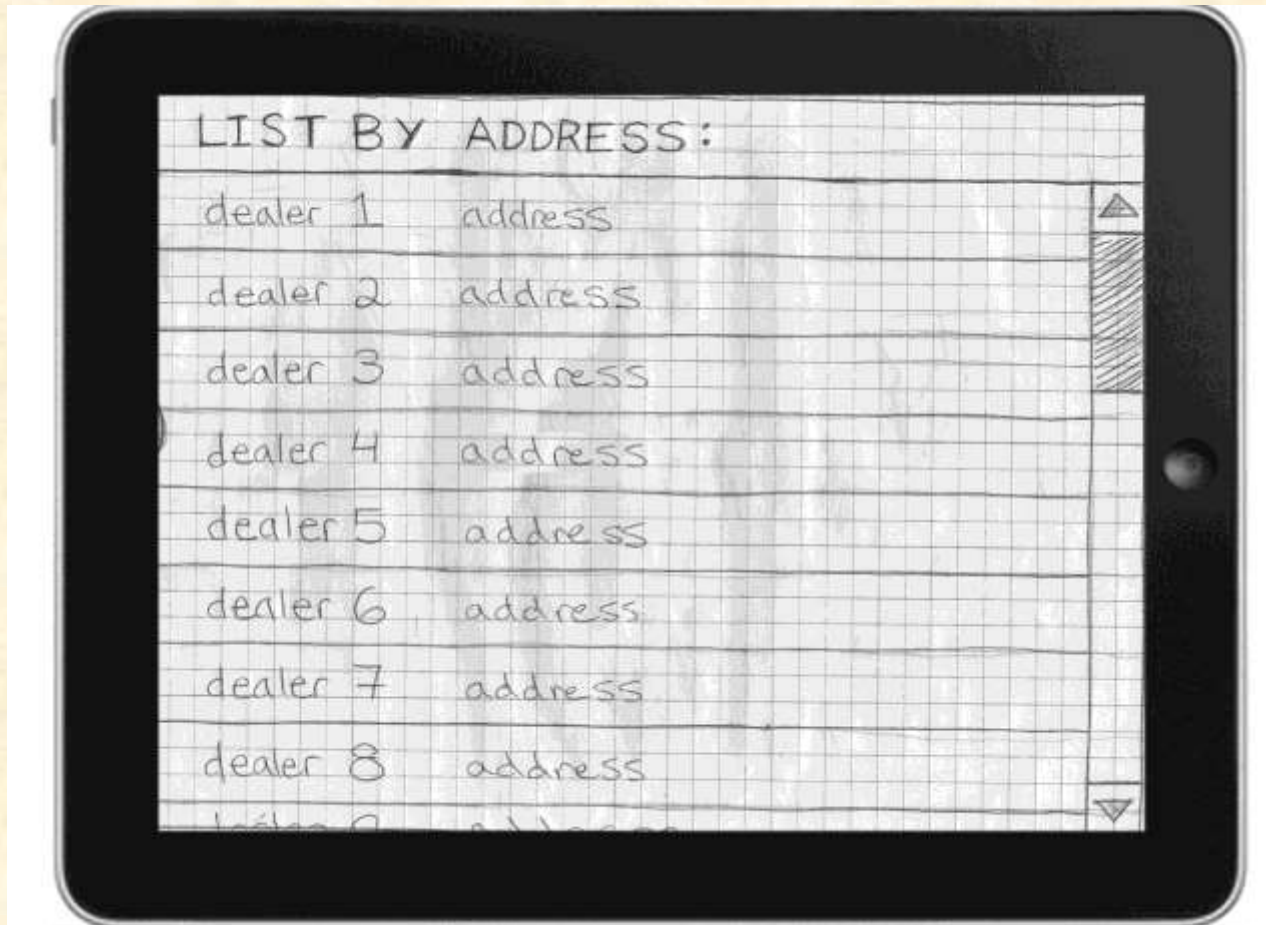 LIST BY ADDRESS:
dealer 1 address
dealer 2 address
dealer 3 address
dealer 4 address
dealer 5 address
dealer 6 address
dealer 7 address
dealer 8 address